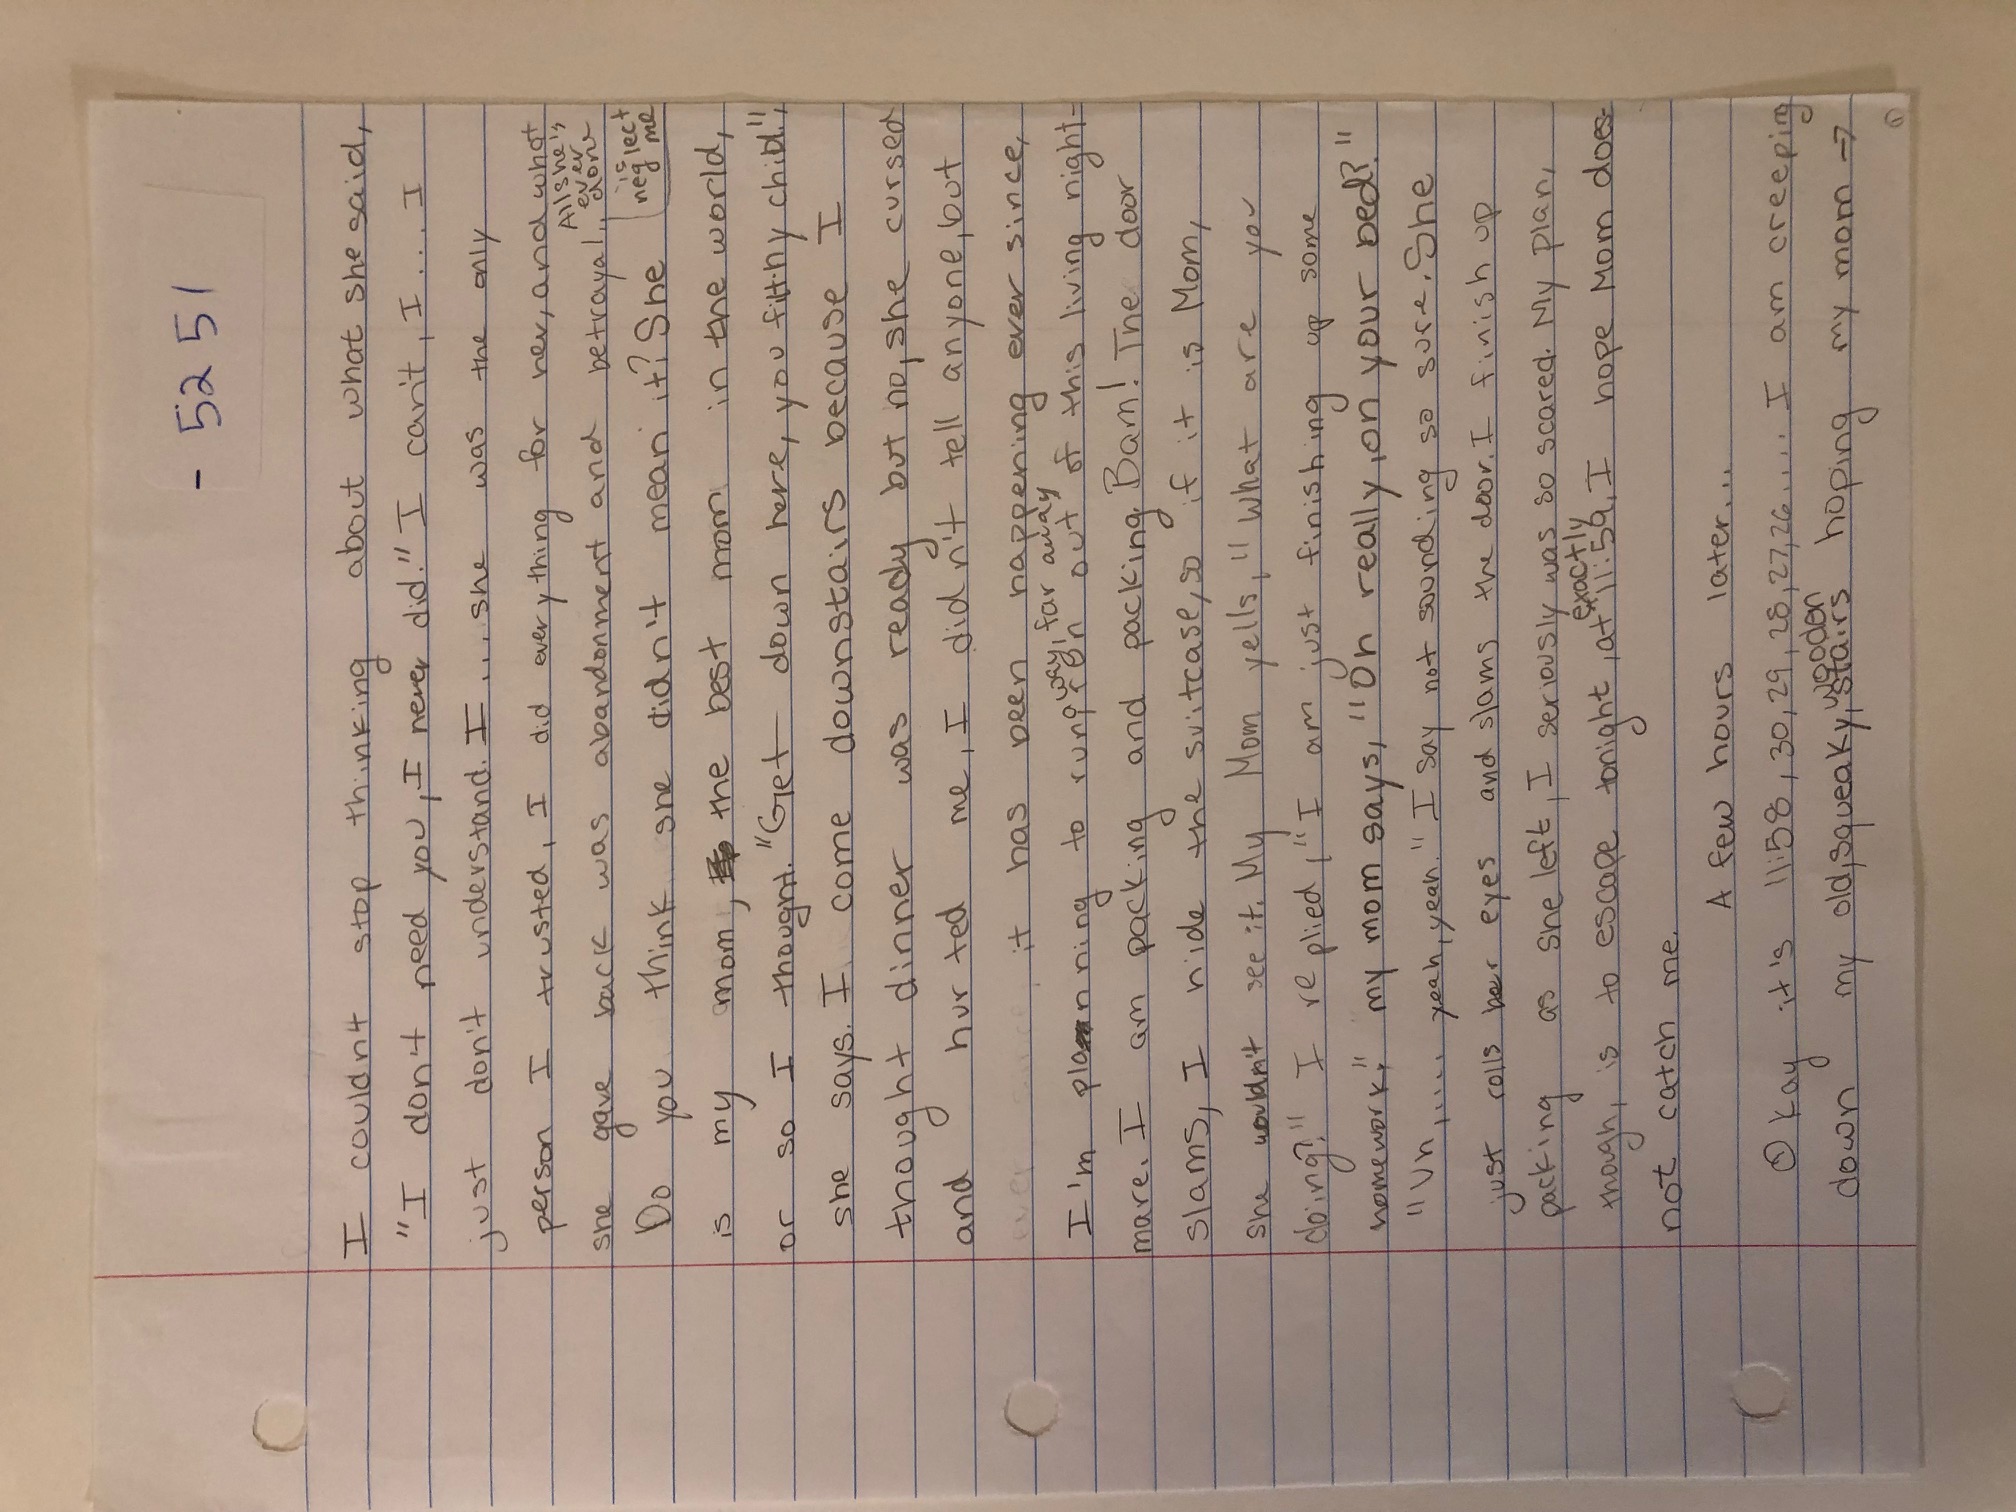 - 5251
I couldn't stop thinking about what she said,
"I don't need you, I never did." I can't, I... I
just don't understand. I... she was the only
person I trusted, I did everything for her, and what
she gave back was abandonment and betrayal.. All she's
ever done
is
neglect
me
Do you think she didn't mean it? She
is my mom, the best mom in the world,
or so I thought. "Get down here, you filthy child.",
she says. I come downstairs because I
thought dinner was ready but no, she cursed
and hurted me, I didn't tell anyone, but
it has been happening ever since,
way, far away
I'm planning to run out of this living night-
mare. I am packing and packing. Bam! The door
slams, I hide the suitcase, so if it is Mom,
she wouldn't see it. My Mom yells, "What are you
doing?" I replied, "I am just finishing up some
homework." my mom says, "Oh really, on your bed?"
"Uh,..... yeah, yeah." I say not sounding so sure. She
just rolls her eyes and slams the door. I finish up
packing as she left, I seriously was so scared. My plan,
though, is to escape tonight, at exactly 11:59. I hope Mom does-
not catch me.
A few hours later...
Okay it's 11:58, 30, 29, 28, 27, 26.... I am creeping
down my old, squeaky, wooden stairs hoping my mom →
1